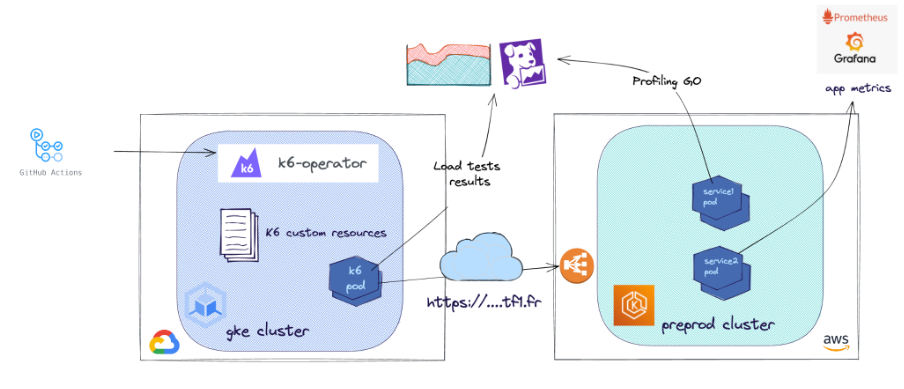 Prometheus
Grafana
app metrics
Profiling GO
GitHub Actions
k6
k6-operator
Load tests
results
K6 custom resources
k6
pod
https://....tf1.fr
gke cluster
service1
pod
service2
pod
K
preprod cluster
aws